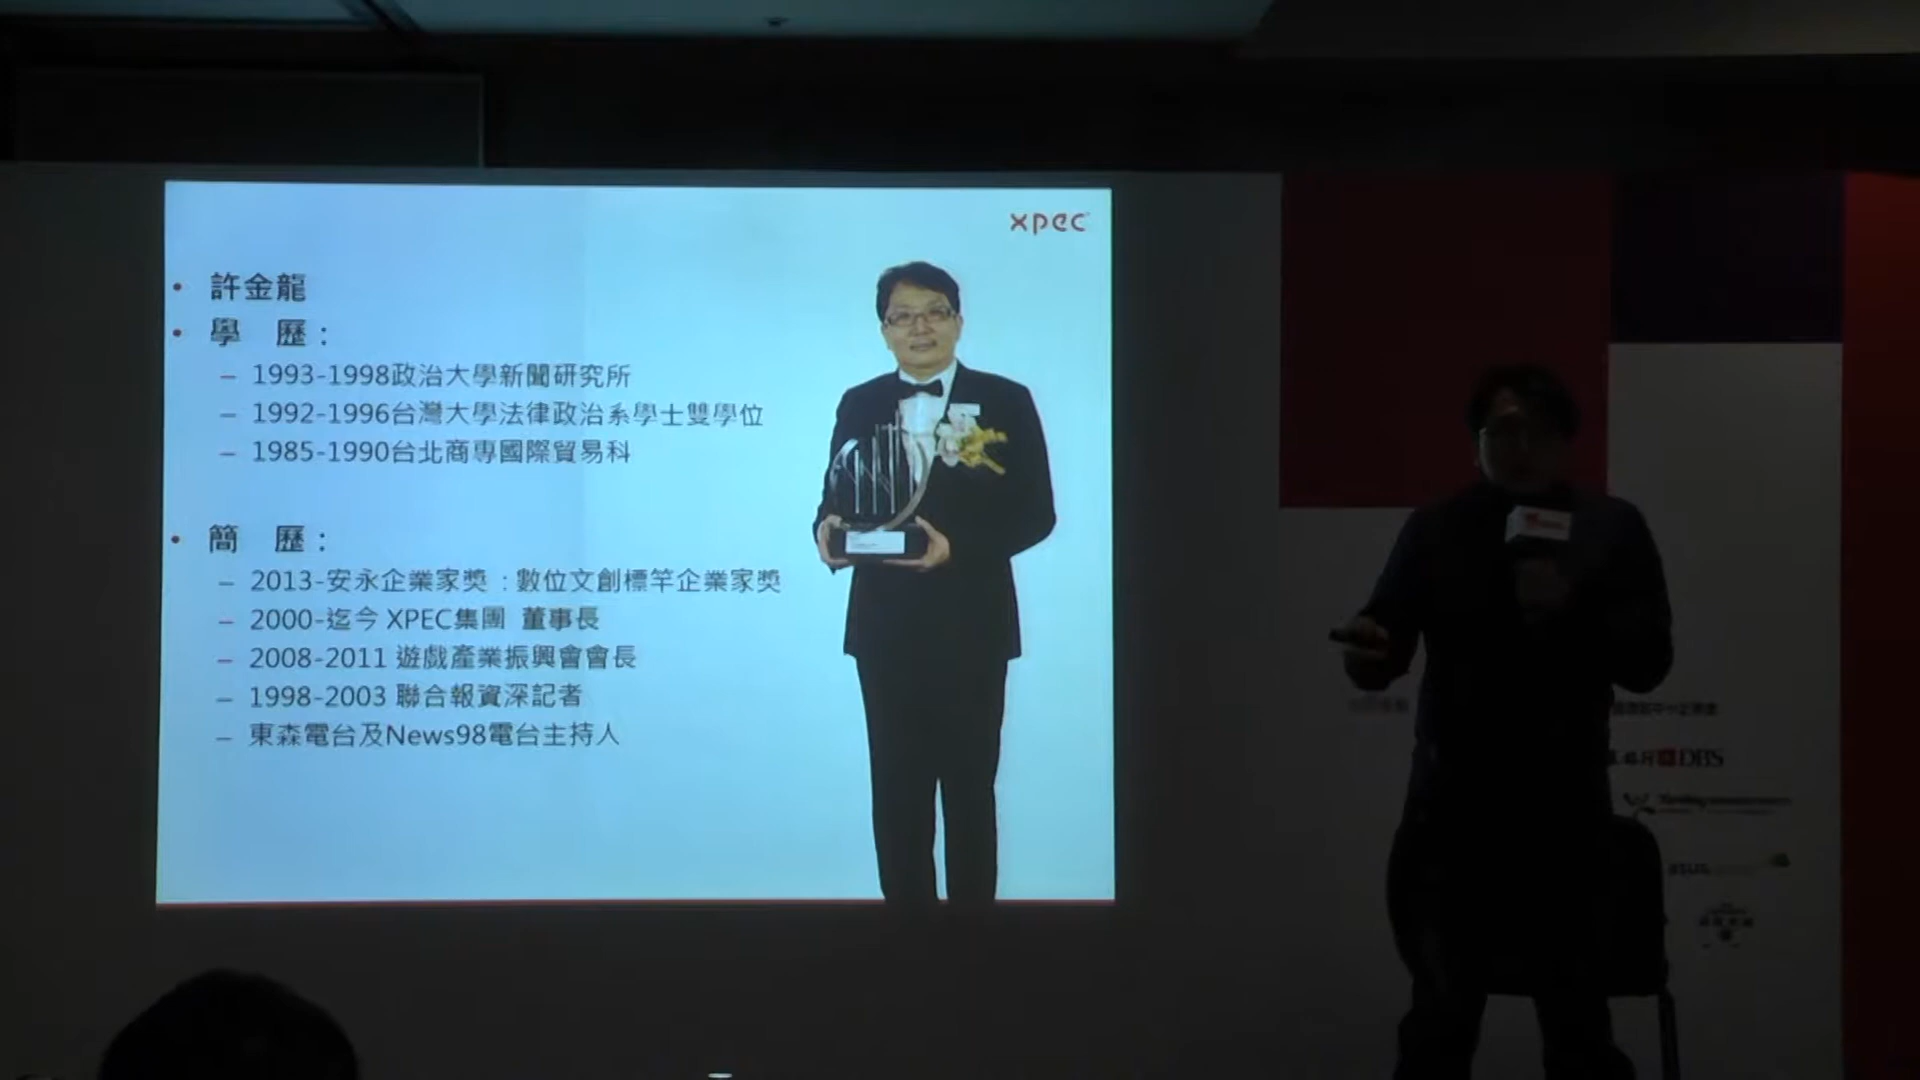 xpec
• 許金龍
• 學 歷：
– 1993-1998政治大學新聞研究所
– 1992-1996台灣大學法律政治系學士雙學位
– 1985-1990台北商專國際貿易科
• 簡 歷：
– 2013-安永企業家獎：數位文創標竿企業家獎
– 2000-迄今 XPEC集團 董事長
– 2008-2011 遊戲產業振興會會長
– 1998-2003 聯合報資深記者
– 東森電台及News98電台主持人
DBS